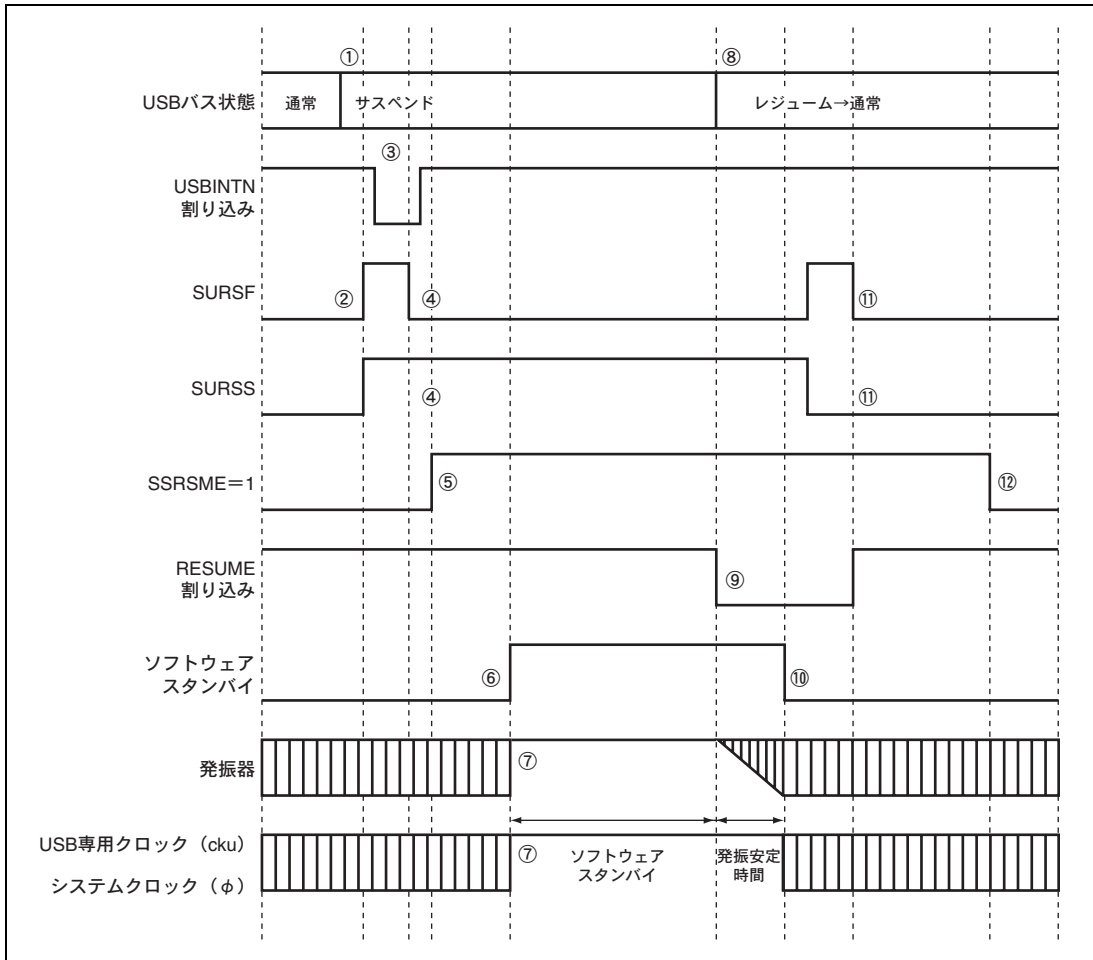 ① ⑧
USBバス状態 通常 サスペンド レジューム→通常
③
USBINTN
割り込み
SURSF ② ④ ⑪
SURSS ④ ⑪
SSRSME＝1 ⑤ ⑫
RESUME
割り込み ⑨
ソフトウェア
スタンバイ ⑥ ⑩
発振器 ⑦
USB専用クロック（cku） ⑦ ソフトウェア 発振安定
スタンバイ 時間
システムクロック（φ）